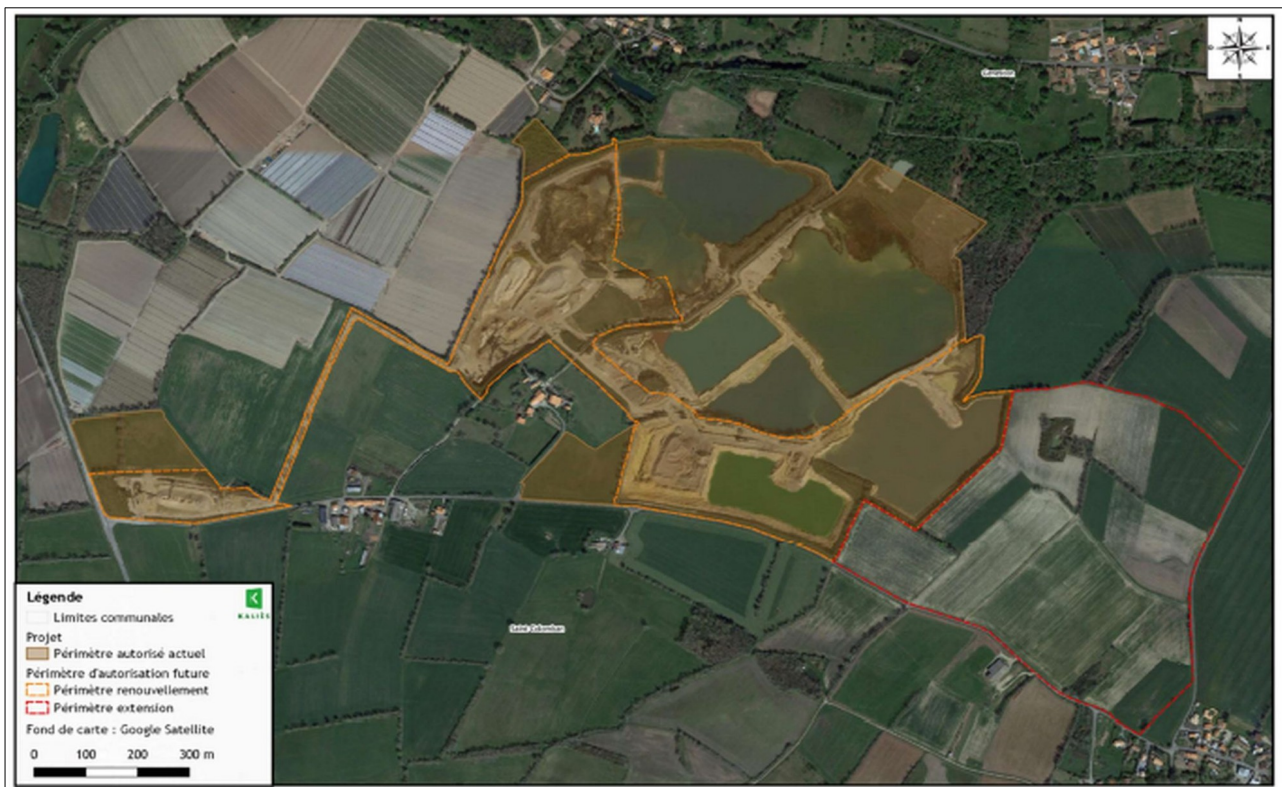 N
O
E
S
Saint Colomban
Légende
KALIÈS
Limites communales
Projet
Périmètre autorisé actuel
Périmètre d'autorisation future
Périmètre renouvellement
Périmètre extension
Fond de carte : Google Satellite
0 100 200 300 m